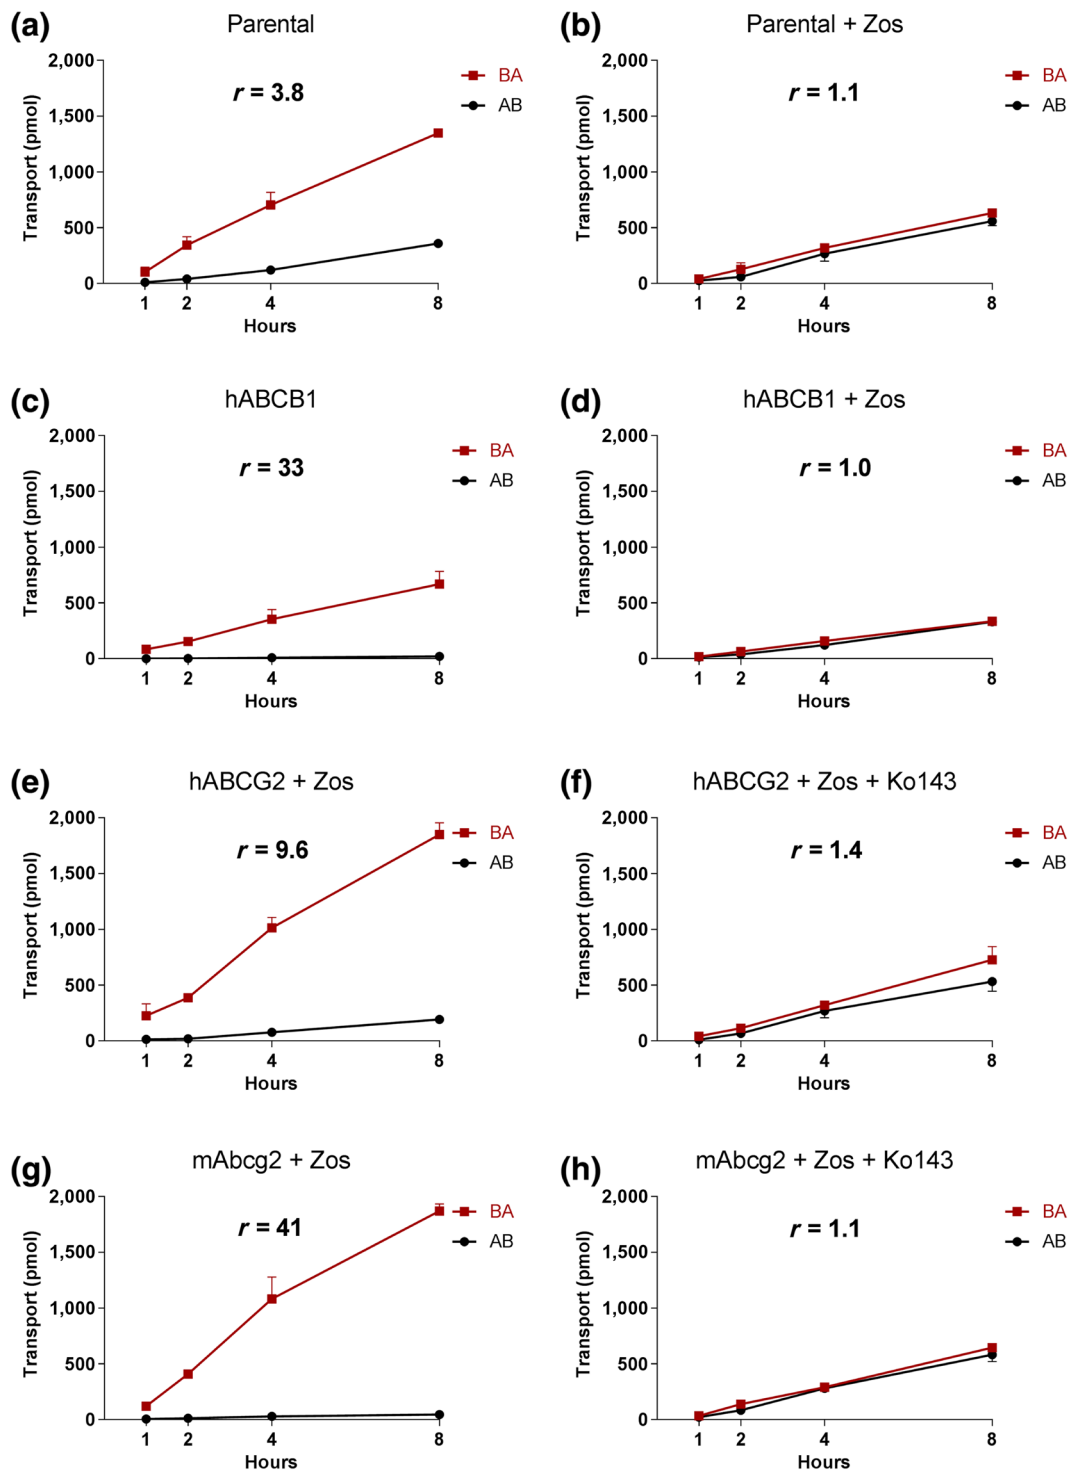 (a)
Parental
2,000
1,500
1,000
500
0
Transport (pmol)
r = 3.8
BA
AB
1 2 4 8
Hours
(b)
Parental + Zos
2,000
1,500
1,000
500
0
Transport (pmol)
r = 1.1
BA
AB
1 2 4 8
Hours
(c)
hABCB1
2,000
1,500
1,000
500
0
Transport (pmol)
r = 33
BA
AB
1 2 4 8
Hours
(d)
hABCB1 + Zos
2,000
1,500
1,000
500
0
Transport (pmol)
r = 1.0
BA
AB
1 2 4 8
Hours
(e)
hABCG2 + Zos
2,000
1,500
1,000
500
0
Transport (pmol)
r = 9.6
BA
AB
1 2 4 8
Hours
(f)
hABCG2 + Zos + Ko143
2,000
1,500
1,000
500
0
Transport (pmol)
r = 1.4
BA
AB
1 2 4 8
Hours
(g)
mAbcg2 + Zos
2,000
1,500
1,000
500
0
Transport (pmol)
r = 41
BA
AB
1 2 4 8
Hours
(h)
mAbcg2 + Zos + Ko143
2,000
1,500
1,000
500
0
Transport (pmol)
r = 1.1
BA
AB
1 2 4 8
Hours